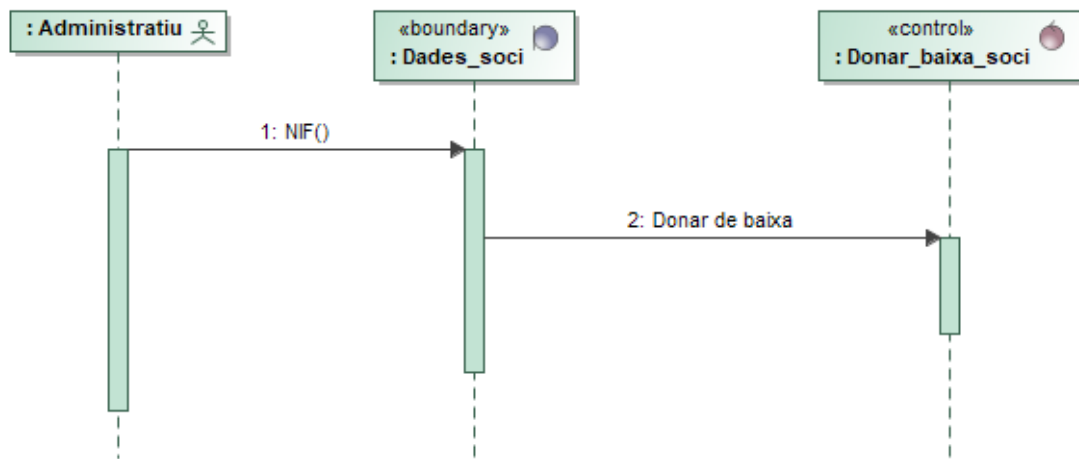 : Administratiu
«boundary»
: Dades_soci
«control»
: Donar_baixa_soci
1: NIF()
2: Donar de baixa